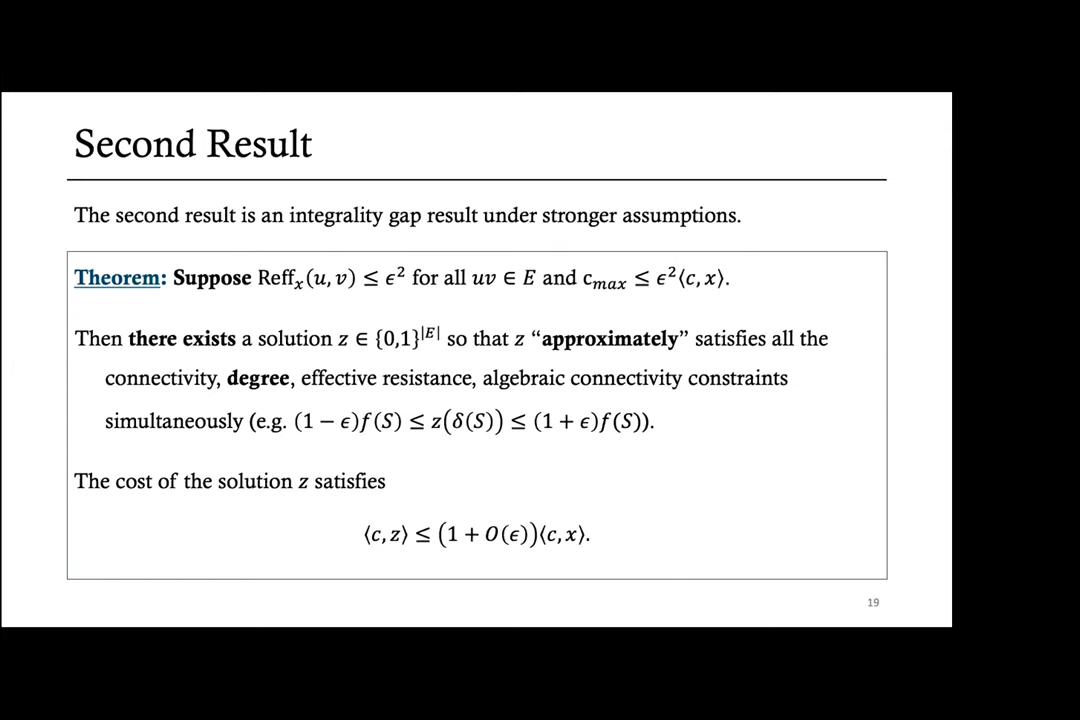 Second Result
The second result is an integrality gap result under stronger assumptions.
Theorem: Suppose Reffₓ(u, v) ≤ ϵ² for all uv ∈ E and c_max ≤ ϵ²⟨c, x⟩.
Then there exists a solution z ∈ {0,1}^|E| so that z “approximately” satisfies all the
connectivity, degree, effective resistance, algebraic connectivity constraints
simultaneously (e.g. (1 − ϵ)f(S) ≤ z(δ(S)) ≤ (1 + ϵ)f(S)).
The cost of the solution z satisfies
⟨c, z⟩ ≤ (1 + O(ϵ))⟨c, x⟩.
19